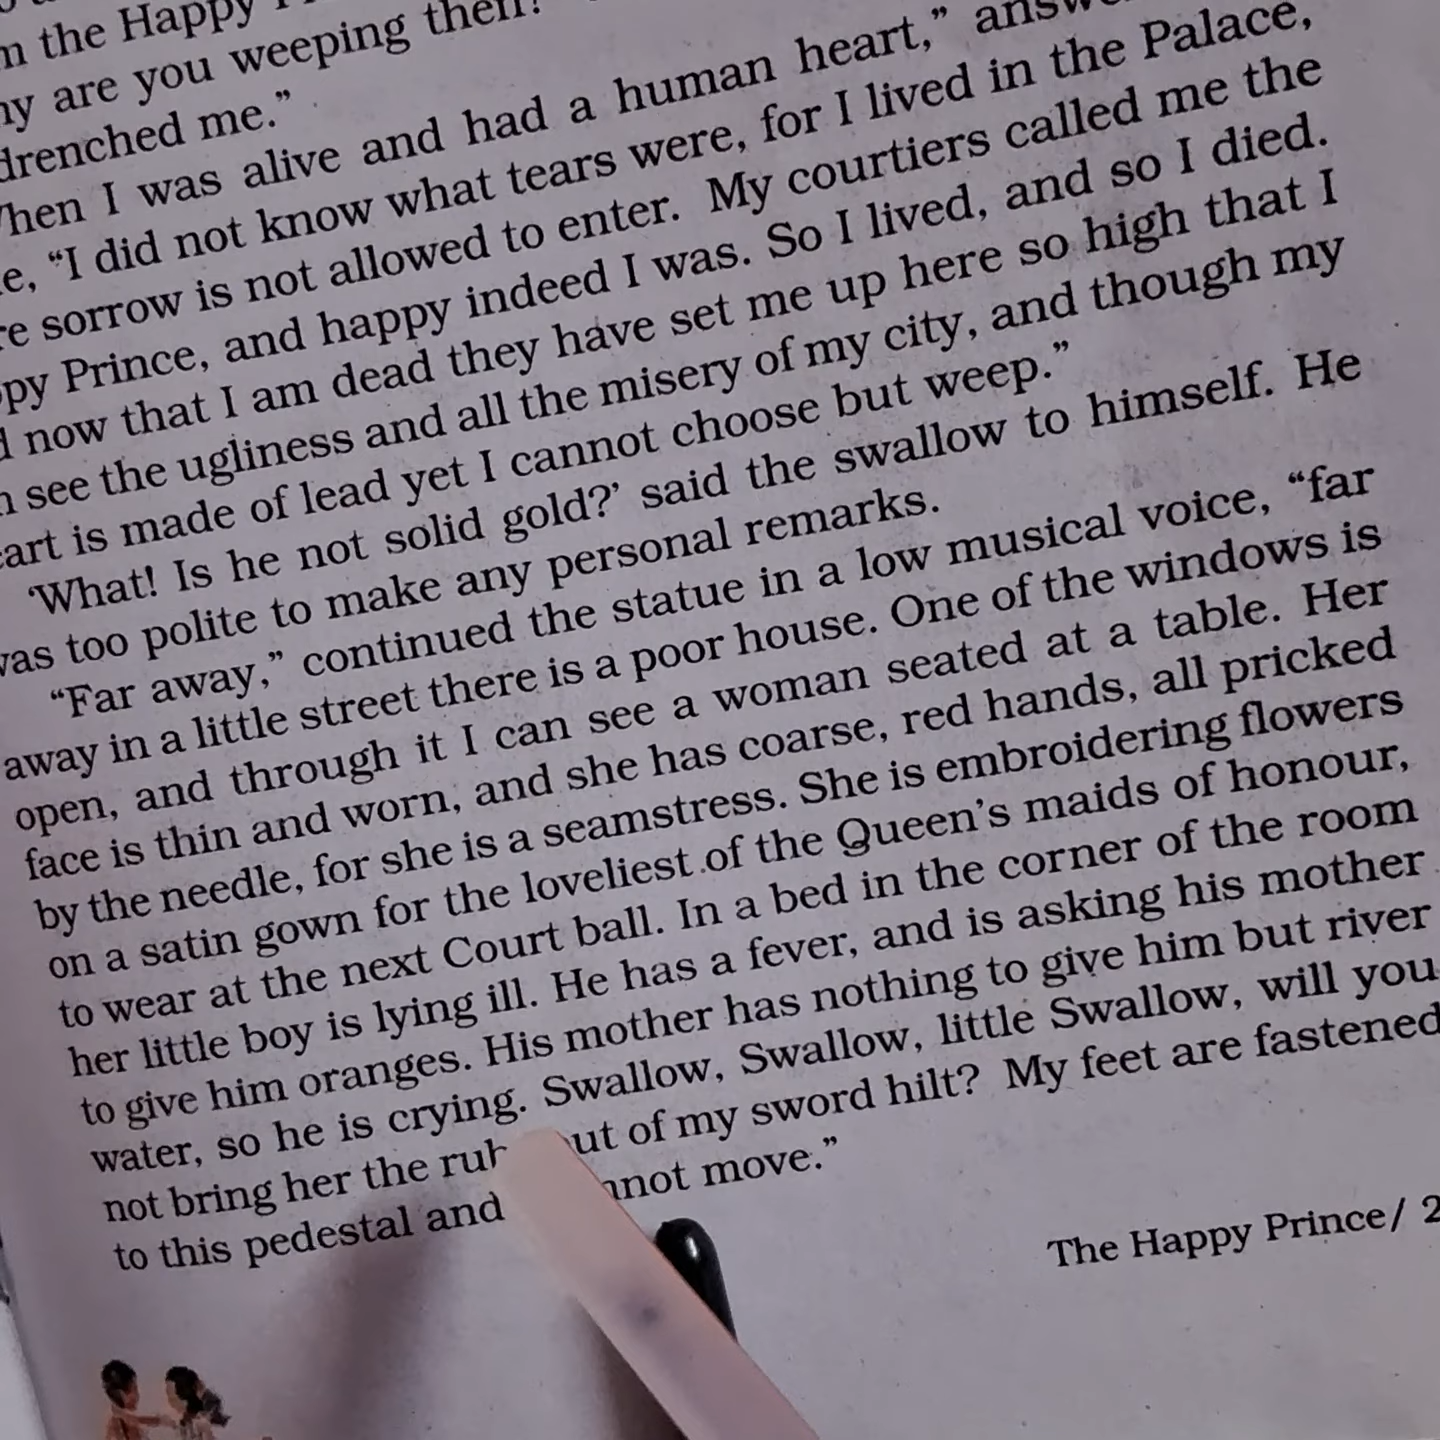 the Happy
are you weeping then?
drenched me.”
I was alive and had a human heart,”
“I did not know what tears were, for I lived in the Palace,
sorrow is not allowed to enter. My courtiers called me the
Prince, and happy indeed I was. So I lived, and so I died.
now that I am dead they have set me up here so high that I
see the ugliness and all the misery of my city, and though my
is made of lead yet I cannot choose but weep.”
‘What! Is he not solid gold?’ said the swallow to himself. He
was too polite to make any personal remarks.
“Far away,” continued the statue in a low musical voice, “far
away in a little street there is a poor house. One of the windows is
open, and through it I can see a woman seated at a table. Her
face is thin and worn, and she has coarse, red hands, all pricked
by the needle, for she is a seamstress. She is embroidering flowers
on a satin gown for the loveliest of the Queen’s maids of honour,
to wear at the next Court ball. In a bed in the corner of the room
her little boy is lying ill. He has a fever, and is asking his mother
to give him oranges. His mother has nothing to give him but river
water, so he is crying. Swallow, Swallow, little Swallow, will you
not bring her the of my sword hilt? My feet are fastened
to this pedestal and move.”
The Happy Prince/ 2